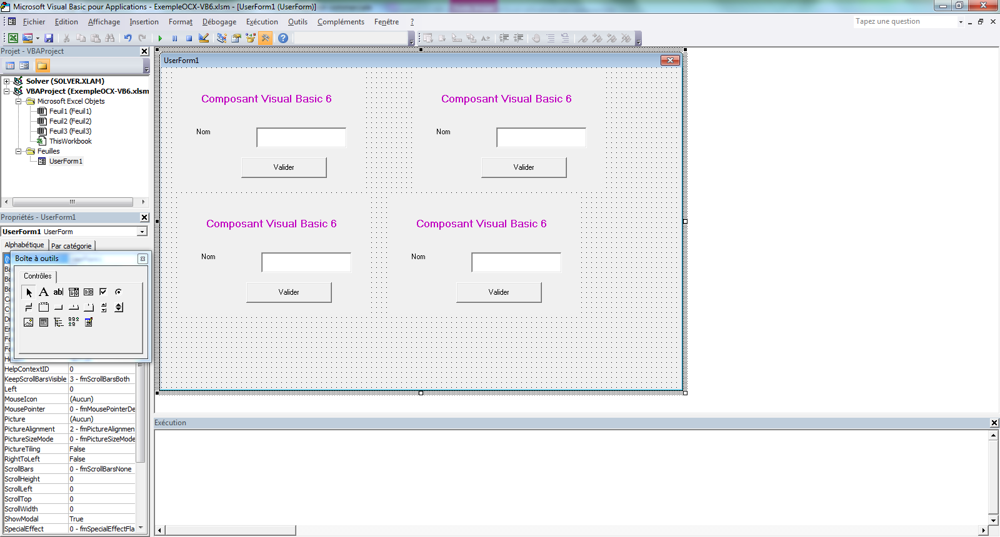 Microsoft Visual Basic pour Applications - ExempleOCX-VB6.xlsm - [UserForm1 (UserForm)]
Fichier Edition Affichage Insertion Format Débogage Exécution Outils Compléments Fenêtre ?
Tapez une question
Projet - VBAProject
Solver (SOLVER.XLAM)
VBAProject (ExempleOCX-VB6.xlsm
Microsoft Excel Objets
Feuil1 (Feuil1)
Feuil2 (Feuil2)
Feuil3 (Feuil3)
ThisWorkbook
Feuilles
UserForm1
Propriétés - UserForm1
UserForm1 UserForm
Alphabétique Par catégorie
Boîte à outils
Contrôles
HelpContextID 0
KeepScrollBarsVisible 3 - fmScrollBarsBoth
Left 0
MouseIcon (Aucun)
MousePointer 0 - fmMousePointerDe
Picture (Aucun)
PictureAlignment 2 - fmPictureAlignmen
PictureSizeMode 0 - fmPictureSizeMode
PictureTiling False
RightToLeft False
ScrollBars 0 - fmScrollBarsNone
ScrollHeight 0
ScrollLeft 0
ScrollTop 0
ScrollWidth 0
ShowModal True
SpecialEffect 0 - fmSpecialEffectFla
UserForm1
Composant Visual Basic 6 Composant Visual Basic 6
Nom Nom
Valider Valider
Composant Visual Basic 6 Composant Visual Basic 6
Nom Nom
Valider Valider
Exécution